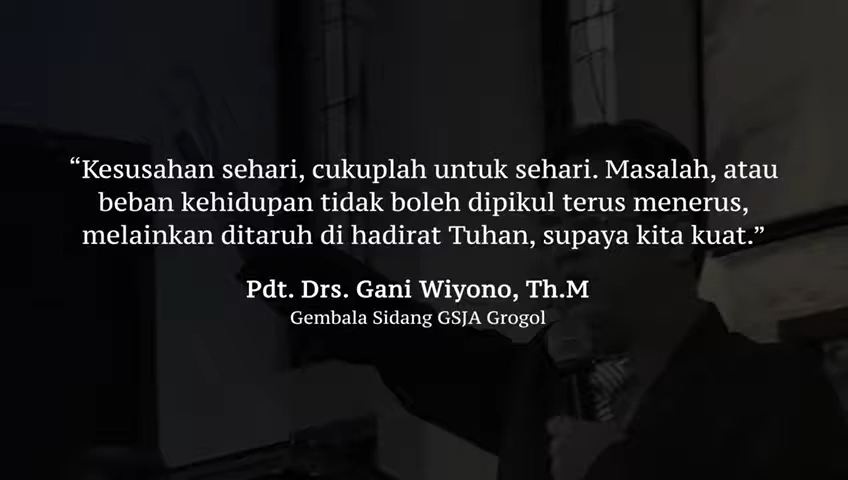 “Kesusahan sehari, cukuplah untuk sehari. Masalah, atau
beban kehidupan tidak boleh dipikul terus menerus,
melainkan ditaruh di hadirat Tuhan, supaya kita kuat.”
Pdt. Drs. Gani Wiyono, Th.M
Gembala Sidang GSJA Grogol